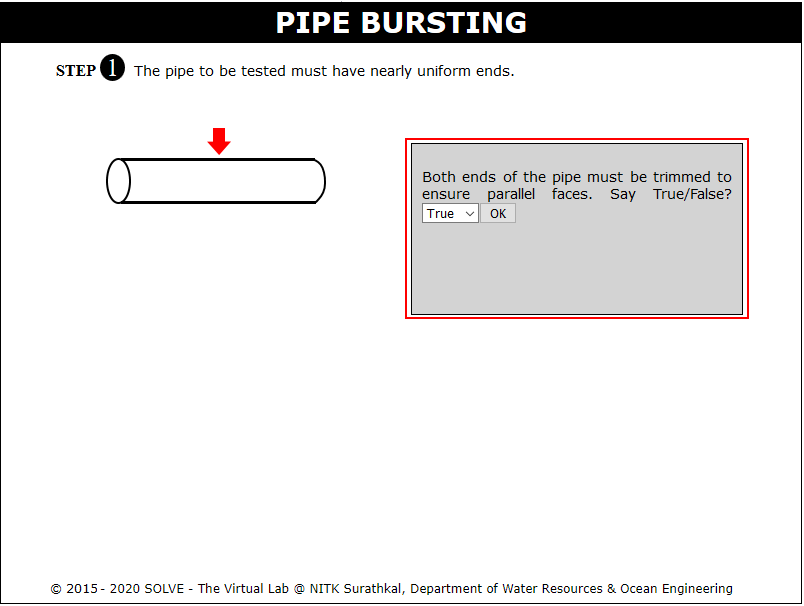 PIPE BURSTING
STEP 1 The pipe to be tested must have nearly uniform ends.
Both ends of the pipe must be trimmed to
ensure parallel faces. Say True/False?
True OK
© 2015 - 2020 SOLVE - The Virtual Lab @ NITK Surathkal, Department of Water Resources & Ocean Engineering